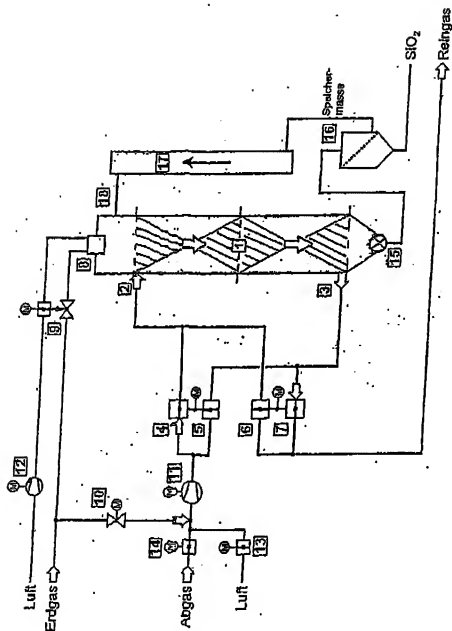 Luft
Erdgas
Abgas
Luft
12
M
9
M
10
M
14
M
13
M
11
M
4
5
M
6
7
M
8
18
2
3
1
17
15
16
Speicher-
masse
SiO₂
Reingas